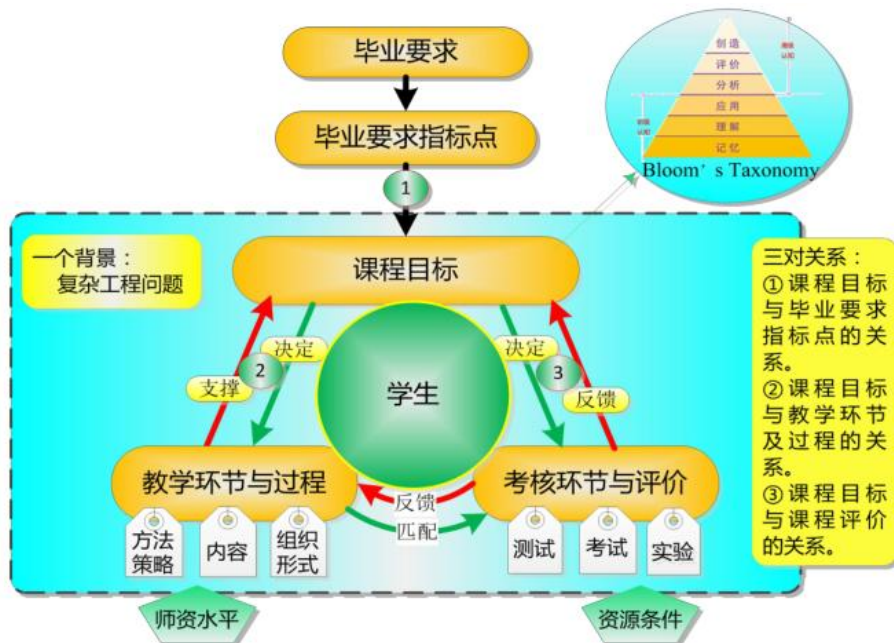 毕业要求
毕业要求指标点
1
创造
评价
分析
应用
理解
记忆
Bloom’s Taxonomy
一个背景：
复杂工程问题
课程目标
三对关系：
①课程目标
与毕业要求
指标点的关
系。
②课程目标
与教学环节
及过程的关
系。
③课程目标
与课程评价
的关系。
决定
2
支撑
学生
决定
3
反馈
教学环节与过程
反馈
匹配
考核环节与评价
方法
策略
内容
组织
形式
测试
考试
实验
师资水平
资源条件